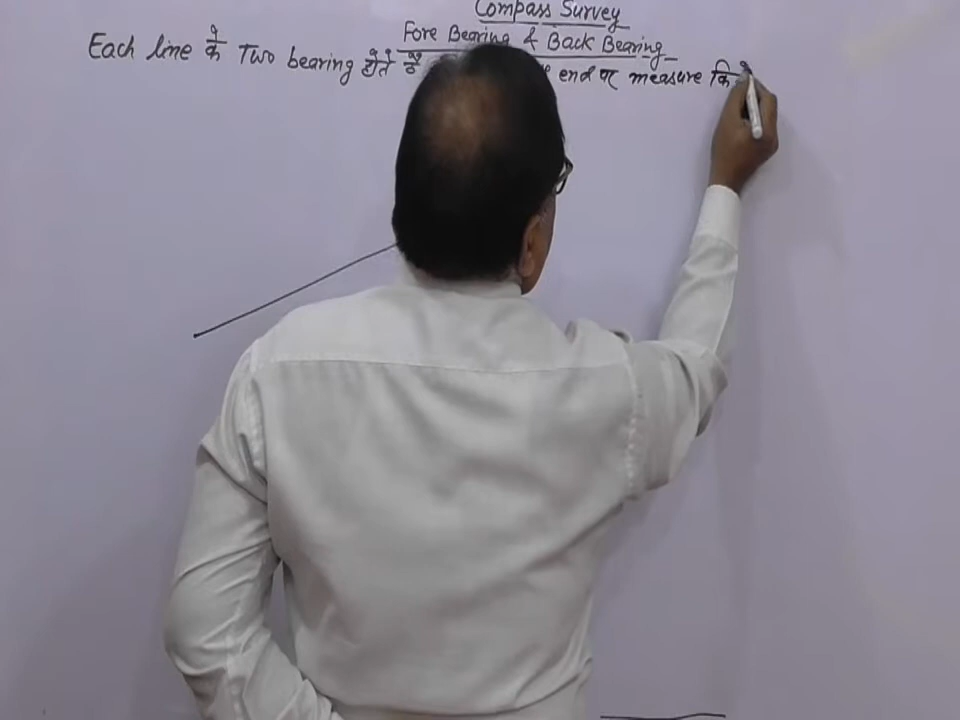 Compass Survey
Fore Bearing & Back Bearing
Each line के Two bearing होते हैं end पर measure